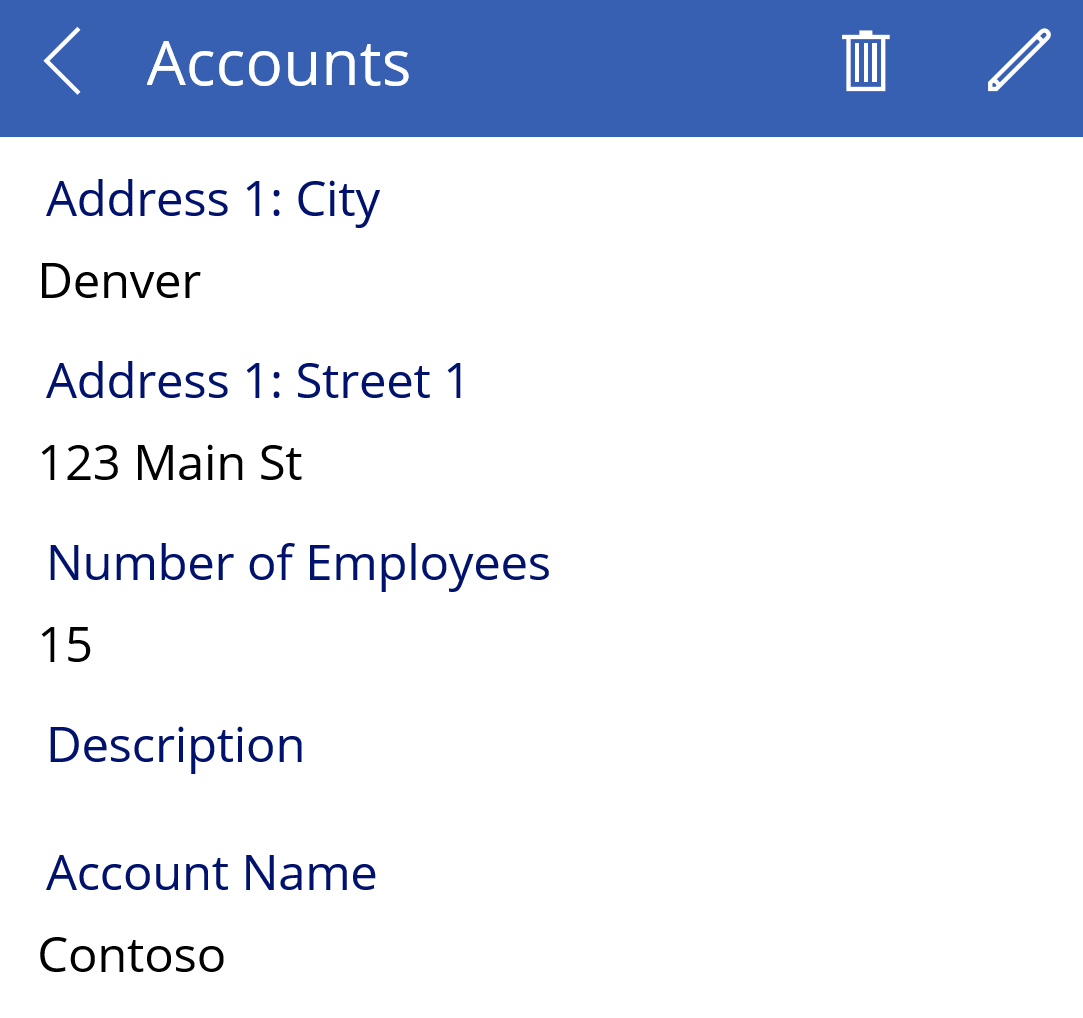 Accounts
Address 1: City
Denver
Address 1: Street 1
123 Main St
Number of Employees
15
Description
Account Name
Contoso